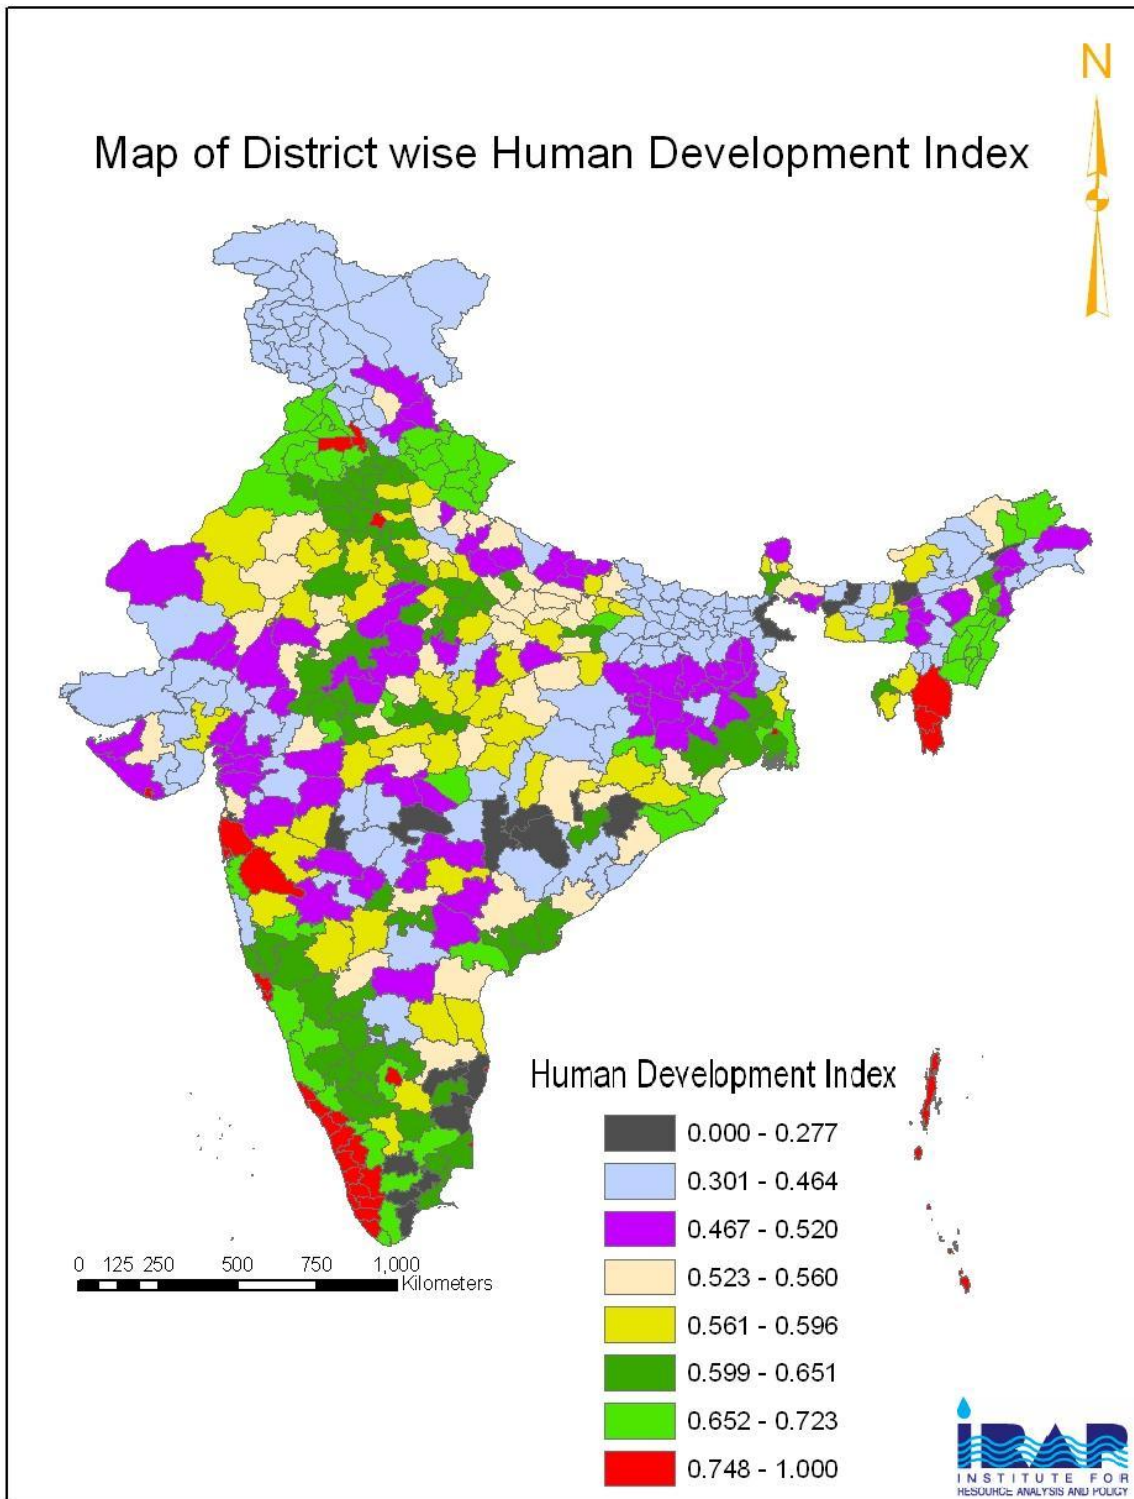 N
Map of District wise Human Development Index
Human Development Index
0.000 - 0.277
0.301 - 0.464
0.467 - 0.520
0.523 - 0.560
0.561 - 0.596
0.599 - 0.651
0.652 - 0.723
0.748 - 1.000
0 125 250 500 750 1,000
Kilometers
iRAP
INSTITUTE FOR
RESOURCE ANALYSIS AND POLICY